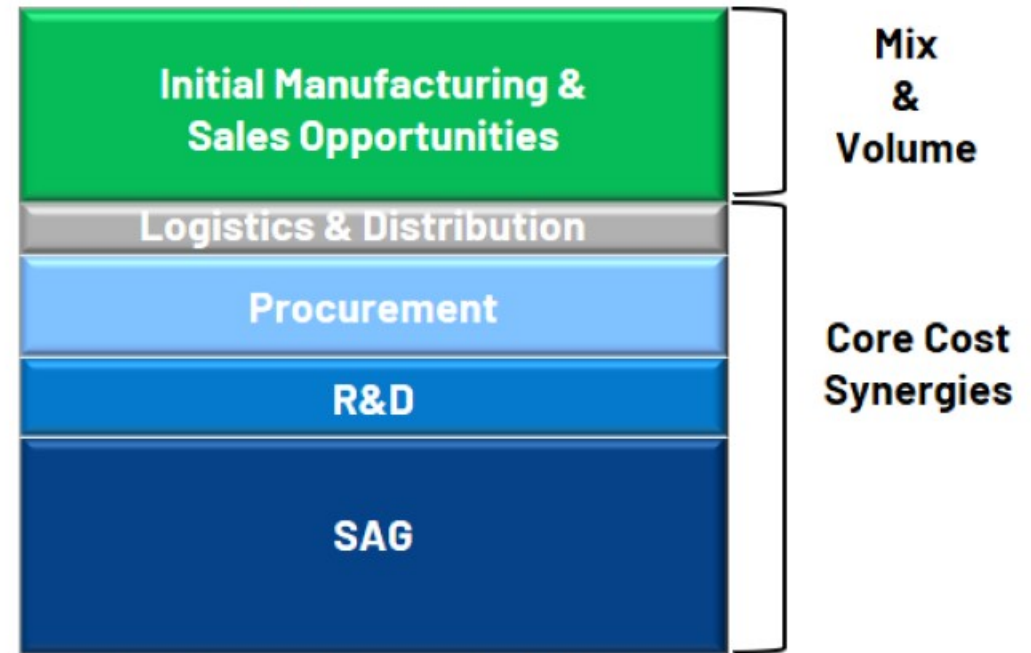 Initial Manufacturing &
Sales Opportunities
Logistics & Distribution
Procurement
R&D
SAG
Mix
&
Volume
Core Cost
Synergies